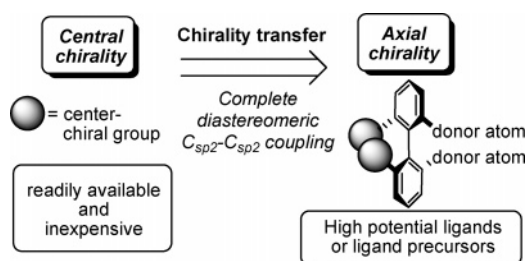 Central
chirality
Chirality transfer
Axial
chirality
= center-
chiral group
Complete
diastereomeric
Csp2-Csp2 coupling
donor atom
donor atom
readily available
and
inexpensive
High potential ligands
or ligand precursors